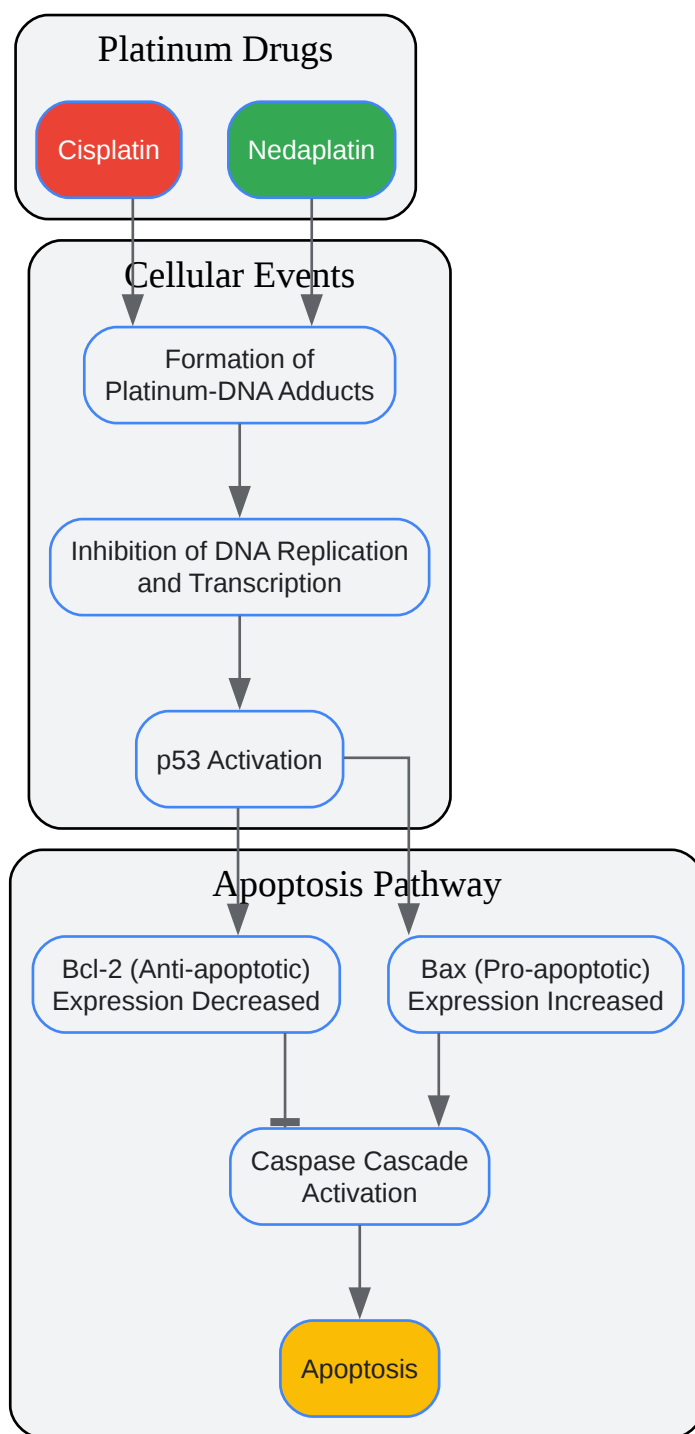 Platinum Drugs
Cisplatin
Nedaplatin
Cellular Events
Formation of
Platinum-DNA Adducts
Inhibition of DNA Replication
and Transcription
p53 Activation
Apoptosis Pathway
Bcl-2 (Anti-apoptotic)
Expression Decreased
Bax (Pro-apoptotic)
Expression Increased
Caspase Cascade
Activation
Apoptosis